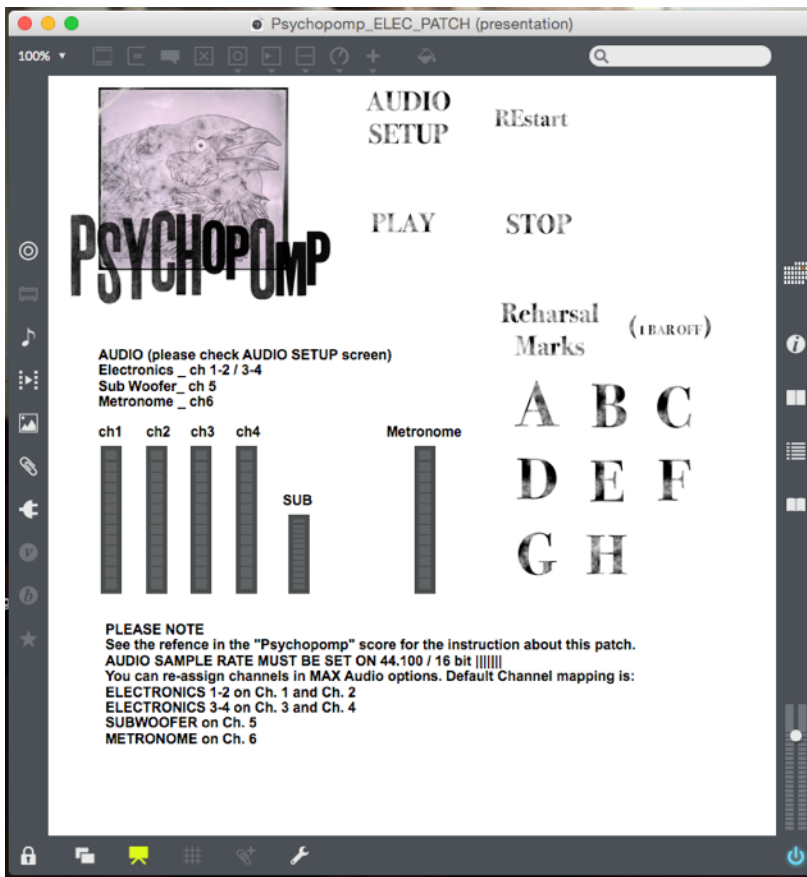 Psychopomp_ELEC_PATCH (presentation)
100%
AUDIO
SETUP
REstart
PLAY
STOP
PSYCHOPOMP
Reharsal
Marks
(1 BAR OFF)
AUDIO (please check AUDIO SETUP screen)
Electronics _ ch 1-2 / 3-4
Sub Woofer_ ch 5
Metronome _ ch6
A B C
ch1 ch2 ch3 ch4 Metronome
D E F
SUB
G H
PLEASE NOTE
See the refence in the "Psychopomp" score for the instruction about this patch.
AUDIO SAMPLE RATE MUST BE SET ON 44.100 / 16 bit |||||||
You can re-assign channels in MAX Audio options. Default Channel mapping is:
ELECTRONICS 1-2 on Ch. 1 and Ch. 2
ELECTRONICS 3-4 on Ch. 3 and Ch. 4
SUBWOOFER on Ch. 5
METRONOME on Ch. 6